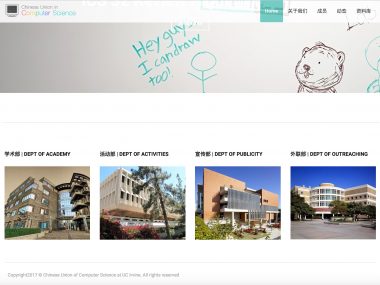 Chinese Union in
Computer Science
Home 关于我们 成员 动态 资料库
Hey guys
I can draw
too!
学术部 | DEPT OF ACADEMY
活动部 | DEPT OF ACTIVITIES
宣传部 | DEPT OF PUBLICITY
外联部 | DEPT OF OUTREACHING
Copyright2017 © Chinese Union of Computer Science at UC Irvine. All rights reserved.